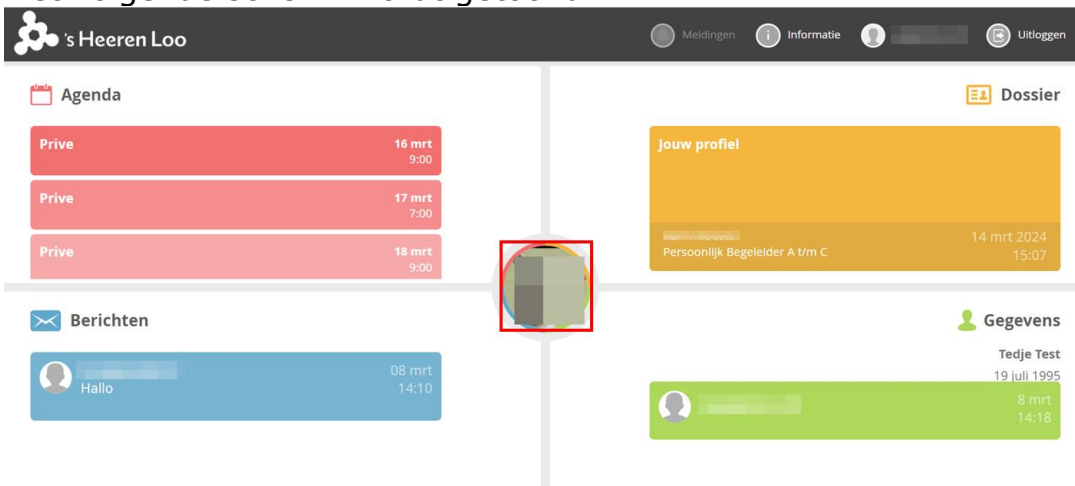 's Heeren Loo
Meldingen
Informatie
Uitloggen
Agenda
Prive 16 mrt
9:00
Prive 17 mrt
7:00
Prive 18 mrt
9:00
Dossier
Jouw profiel
14 mrt 2024
Persoonlijk Begeleider A t/m C 15:07
Berichten
08 mrt
Hallo 14:10
Gegevens
Tedje Test
19 juli 1995
8 mrt
14:18